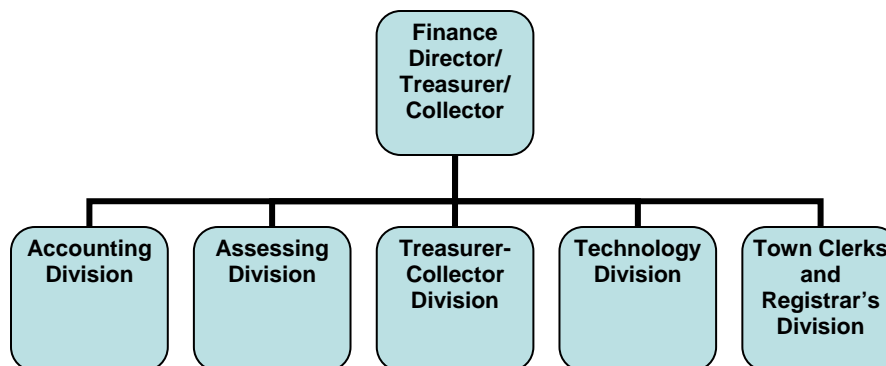 Finance
Director/
Treasurer/
Collector
Accounting
Division
Assessing
Division
Treasurer-
Collector
Division
Technology
Division
Town Clerks
and
Registrar’s
Division